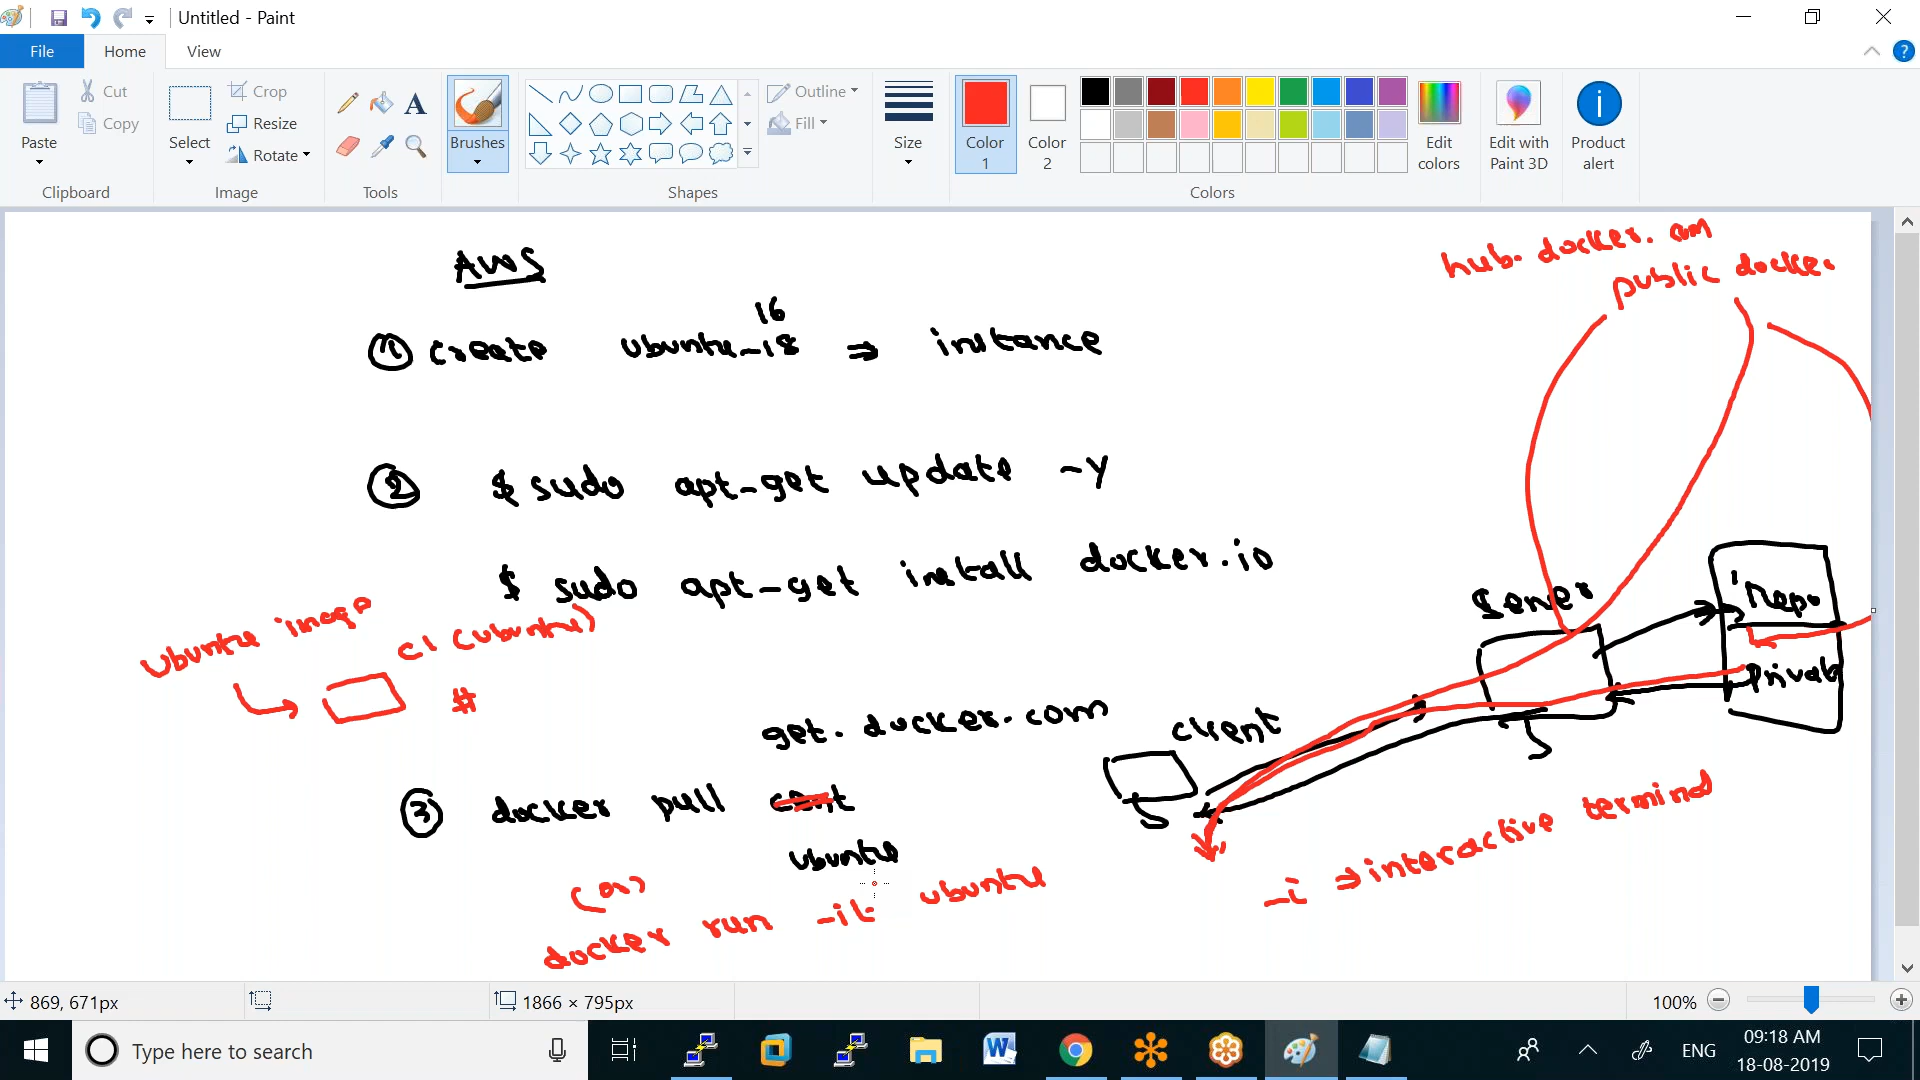 Untitled - Paint
File Home View
Paste
Cut
Copy
Clipboard
Select
Crop
Resize
Rotate
Image
Tools
Brushes
Shapes
Outline
Fill
Size
Color 1
Color 2
Colors
Edit colors
Edit with Paint 3D
Product alert
hub.docker.com
public docker
AWS
16
① create ubuntu-18 ⇒ instance
② $ sudo apt-get update -y
$ sudo apt-get install docker.io
ubuntu image
C1 (ubuntu)
#
Server
Repo
Private
get.docker.com
client
③ docker pull
ubuntu
(or)
docker run -it ubuntu
-i ⇒ interactive terminal
869, 671px
1866 × 795px
100%
Type here to search
ENG
09:18 AM
18-08-2019